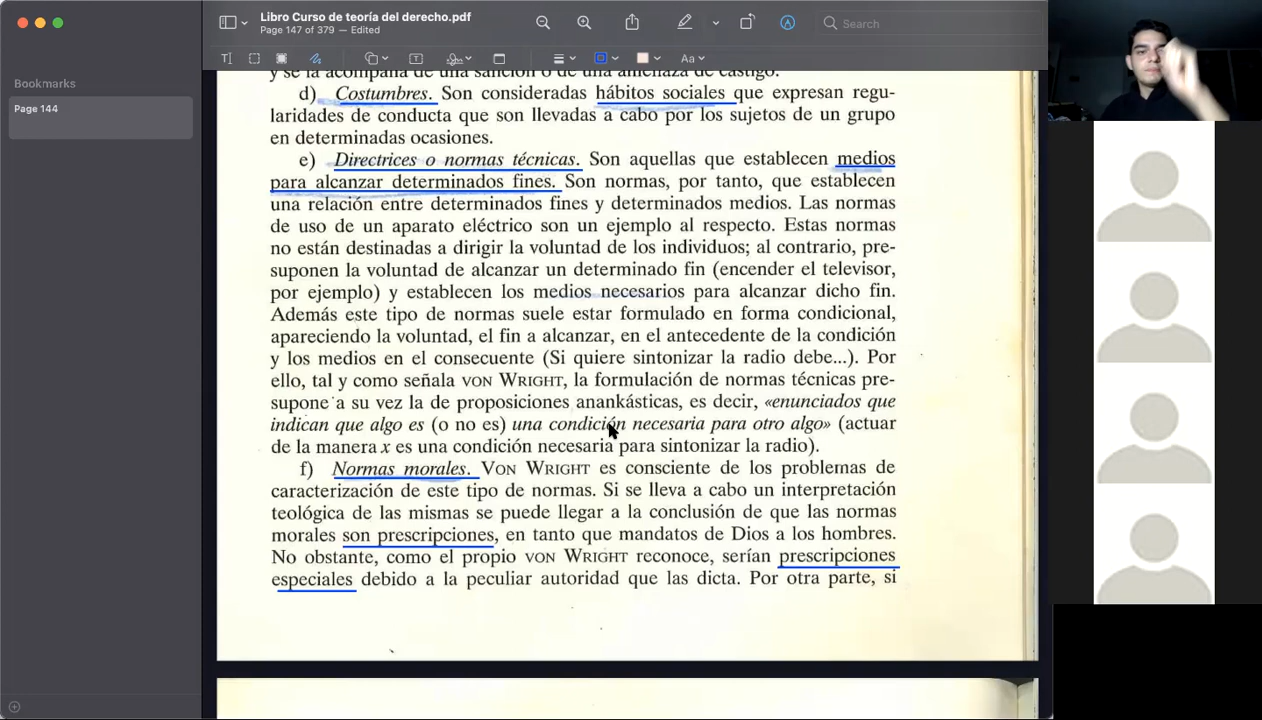 Libro Curso de teoría del derecho.pdf
Page 147 of 379 — Edited
Search
Aa
Bookmarks
Page 144
y se la acompaña de una sanción o de una amenaza de castigo.
d) Costumbres. Son consideradas hábitos sociales que expresan regu-
laridades de conducta que son llevadas a cabo por los sujetos de un grupo
en determinadas ocasiones.
e) Directrices o normas técnicas. Son aquellas que establecen medios
para alcanzar determinados fines. Son normas, por tanto, que establecen
una relación entre determinados fines y determinados medios. Las normas
de uso de un aparato eléctrico son un ejemplo al respecto. Estas normas
no están destinadas a dirigir la voluntad de los individuos; al contrario, pre-
suponen la voluntad de alcanzar un determinado fin (encender el televisor,
por ejemplo) y establecen los medios necesarios para alcanzar dicho fin.
Además este tipo de normas suele estar formulado en forma condicional,
apareciendo la voluntad, el fin a alcanzar, en el antecedente de la condición
y los medios en el consecuente (Si quiere sintonizar la radio debe...). Por
ello, tal y como señala VON WRIGHT, la formulación de normas técnicas pre-
supone a su vez la de proposiciones anankásticas, es decir, «enunciados que
indican que algo es (o no es) una condición necesaria para otro algo» (actuar
de la manera x es una condición necesaria para sintonizar la radio).
f) Normas morales. VON WRIGHT es consciente de los problemas de
caracterización de este tipo de normas. Si se lleva a cabo un interpretación
teológica de las mismas se puede llegar a la conclusión de que las normas
morales son prescripciones, en tanto que mandatos de Dios a los hombres.
No obstante, como el propio VON WRIGHT reconoce, serían prescripciones
especiales debido a la peculiar autoridad que las dicta. Por otra parte, si